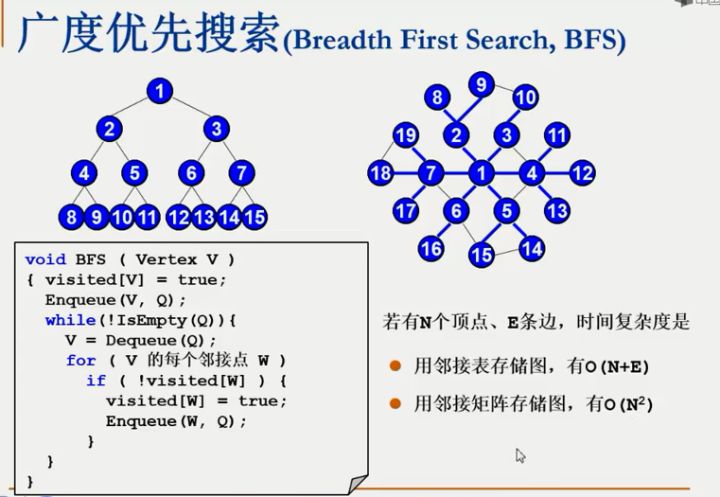 广度优先搜索(Breadth First Search, BFS)
1
2 3
4 5 6 7
8 9 10 11 12 13 14 15
9
8 10
19 2 3 11
18 7 1 4 12
17 6 5 13
16 15 14
void BFS ( Vertex V )
{ visited[V] = true;
Enqueue(V, Q);
while(!IsEmpty(Q)){
V = Dequeue(Q);
for ( V 的每个邻接点 W )
if ( !visited[W] ) {
visited[W] = true;
Enqueue(W, Q);
}
}
}
若有N个顶点、E条边，时间复杂度是
用邻接表存储图，有O(N+E)
用邻接矩阵存储图，有O(N²)